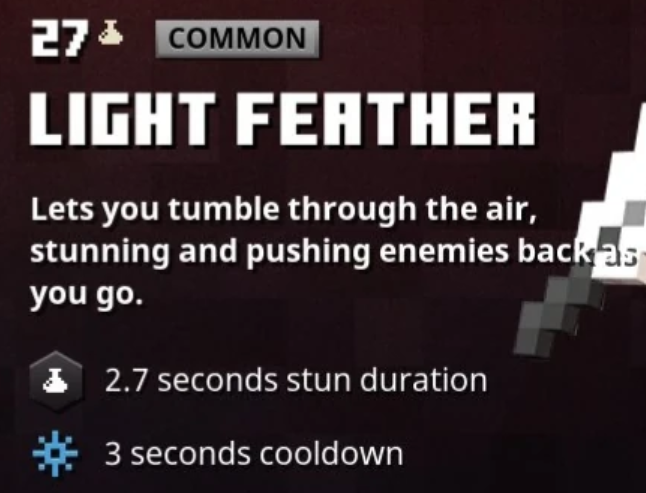 27 COMMON
LIGHT FEATHER
Lets you tumble through the air,
stunning and pushing enemies back as
you go.
2.7 seconds stun duration
3 seconds cooldown